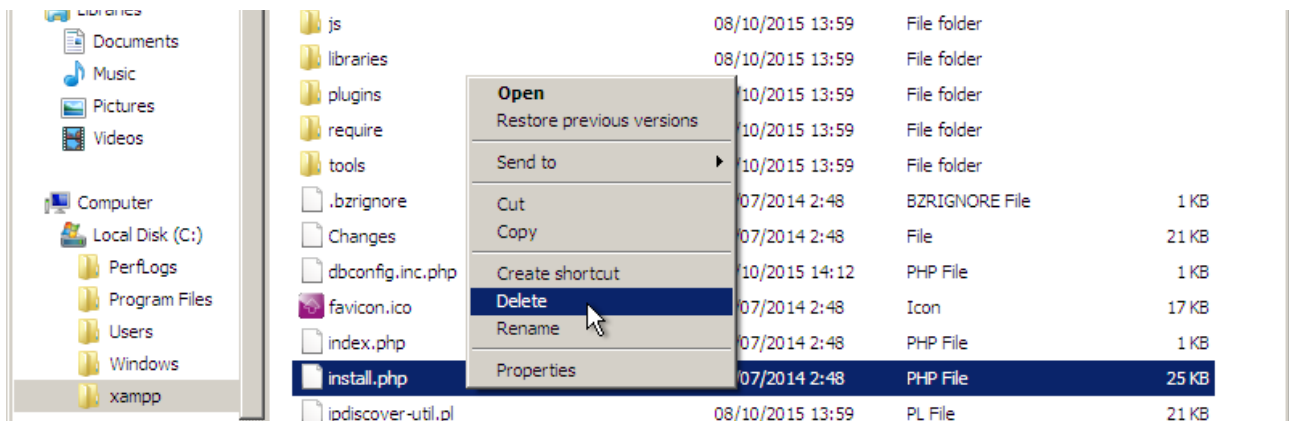 Libraries
Documents
Music
Pictures
Videos
Computer
Local Disk (C:)
PerfLogs
Program Files
Users
Windows
xampp
js 08/10/2015 13:59 File folder
libraries 08/10/2015 13:59 File folder
plugins /10/2015 13:59 File folder
require /10/2015 13:59 File folder
tools /10/2015 13:59 File folder
.bzrignore /07/2014 2:48 BZRIGNORE File 1 KB
Changes /07/2014 2:48 File 21 KB
dbconfig.inc.php /10/2015 14:12 PHP File 1 KB
favicon.ico /07/2014 2:48 Icon 17 KB
index.php /07/2014 2:48 PHP File 1 KB
install.php /07/2014 2:48 PHP File 25 KB
ipdiscover-util.pl 08/10/2015 13:59 PL File 21 KB
Open
Restore previous versions
Send to
Cut
Copy
Create shortcut
Delete
Rename
Properties